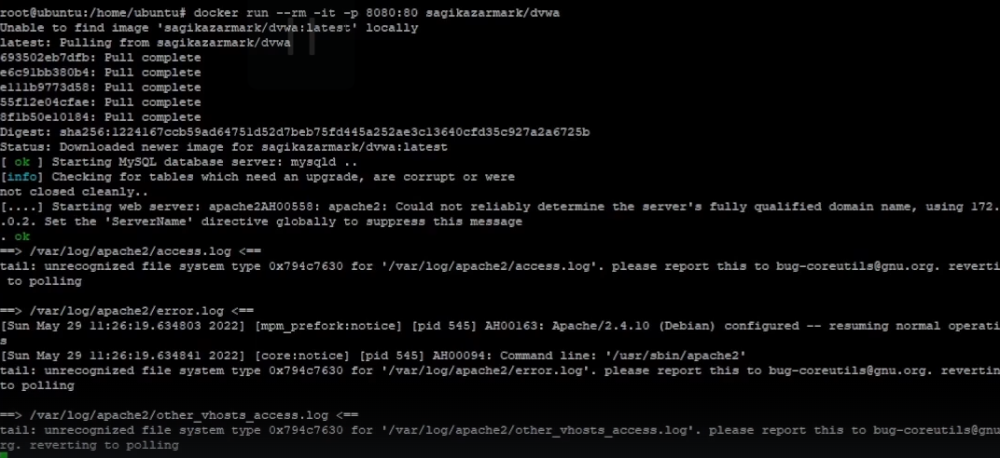 root@ubuntu:/home/ubuntu# docker run --rm -it -p 8080:80 sagikazarmark/dvwa
Unable to find image 'sagikazarmark/dvwa:latest' locally
latest: Pulling from sagikazarmark/dvwa
693502eb7dfb: Pull complete
e6c91bb380b4: Pull complete
e111b9773d58: Pull complete
55f12e04cfae: Pull complete
8f1b50e10184: Pull complete
Digest: sha256:1224167ccb59ad64751d52d7beb75fd445a252ae3c13640cfd35c927a2a6725b
Status: Downloaded newer image for sagikazarmark/dvwa:latest
[ ok ] Starting MySQL database server: mysqld ..
[info] Checking for tables which need an upgrade, are corrupt or were
not closed cleanly..
[....] Starting web server: apache2AH00558: apache2: Could not reliably determine the server's fully qualified domain name, using 172.
.0.2. Set the 'ServerName' directive globally to suppress this message
. ok
==> /var/log/apache2/access.log <==
tail: unrecognized file system type 0x794c7630 for '/var/log/apache2/access.log'. please report this to bug-coreutils@gnu.org. reverti
 to polling
==> /var/log/apache2/error.log <==
[Sun May 29 11:26:19.634803 2022] [mpm_prefork:notice] [pid 545] AH00163: Apache/2.4.10 (Debian) configured -- resuming normal operati
s
[Sun May 29 11:26:19.634841 2022] [core:notice] [pid 545] AH00094: Command line: '/usr/sbin/apache2'
tail: unrecognized file system type 0x794c7630 for '/var/log/apache2/error.log'. please report this to bug-coreutils@gnu.org. reverting
to polling
==> /var/log/apache2/other_vhosts_access.log <==
tail: unrecognized file system type 0x794c7630 for '/var/log/apache2/other_vhosts_access.log'. please report this to bug-coreutils@gnu
rg. reverting to polling